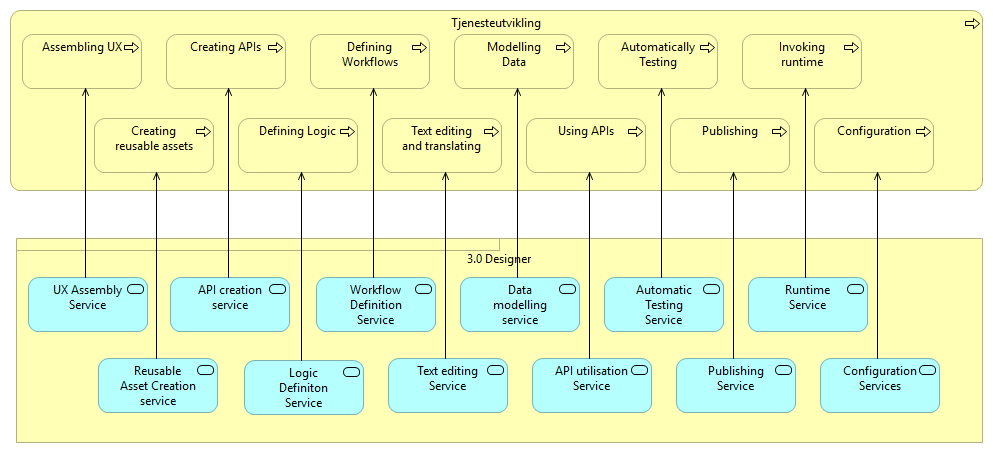 Tjenesteutvikling
Assembling UX
Creating APIs
Defining
Workflows
Modelling
Data
Automatically
Testing
Invoking
runtime
Creating
reusable assets
Defining Logic
Text editing
and translating
Using APIs
Publishing
Configuration
3.0 Designer
UX Assembly
Service
API creation
service
Workflow
Definition
Service
Data
modelling
service
Automatic
Testing
Service
Runtime
Service
Reusable
Asset Creation
service
Logic
Definiton
Service
Text editing
Service
API utilisation
Service
Publishing
Service
Configuration
Services